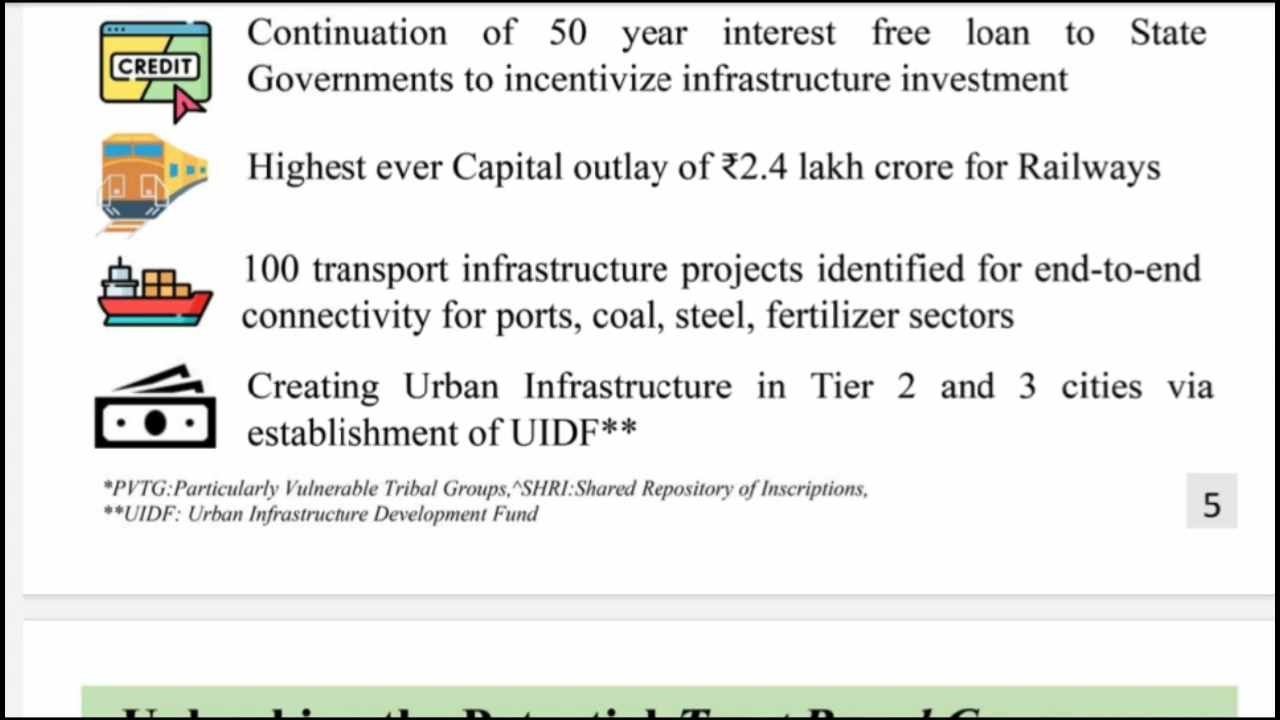 CREDIT
Continuation of 50 year interest free loan to State
Governments to incentivize infrastructure investment
Highest ever Capital outlay of ₹2.4 lakh crore for Railways
100 transport infrastructure projects identified for end-to-end
connectivity for ports, coal, steel, fertilizer sectors
Creating Urban Infrastructure in Tier 2 and 3 cities via
establishment of UIDF**
*PVTG:Particularly Vulnerable Tribal Groups,^SHRI:Shared Repository of Inscriptions,
**UIDF: Urban Infrastructure Development Fund
5
the Potential